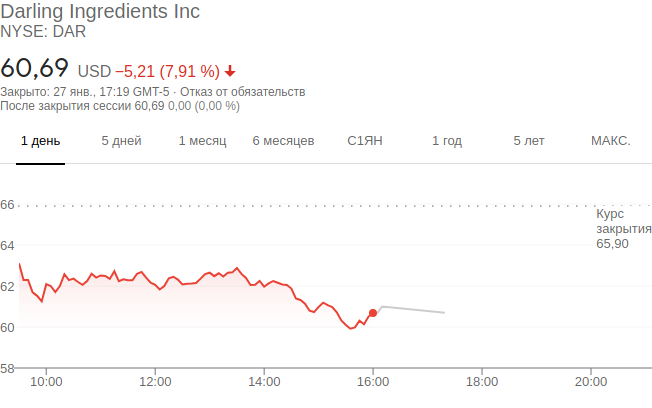 Darling Ingredients Inc
NYSE: DAR
60,69 USD −5,21 (7,91 %) ↓
Закрыто: 27 янв., 17:19 GMT-5 · Отказ от обязательств
После закрытия сессии 60,69 0,00 (0,00 %)
1 день 5 дней 1 месяц 6 месяцев С1ЯН 1 год 5 лет МАКС.
66
Курс
закрытия
65,90
64
62
60
58
10:00 12:00 14:00 16:00 18:00 20:00